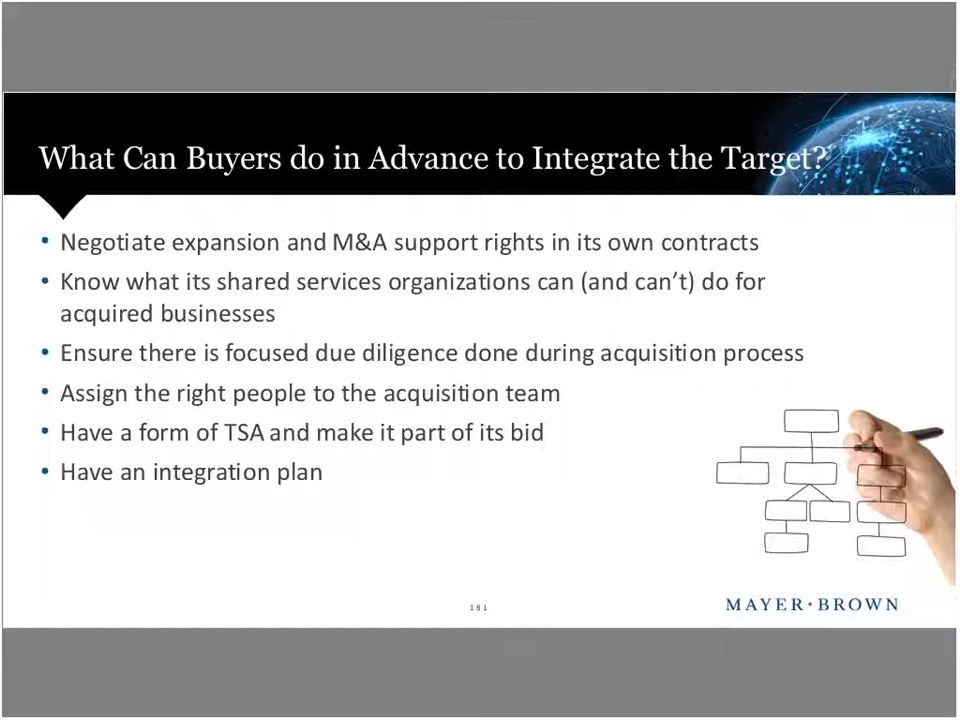 What Can Buyers do in Advance to Integrate the Target?
• Negotiate expansion and M&A support rights in its own contracts
• Know what its shared services organizations can (and can't) do for
acquired businesses
• Ensure there is focused due diligence done during acquisition process
• Assign the right people to the acquisition team
• Have a form of TSA and make it part of its bid
• Have an integration plan
181
MAYER•BROWN